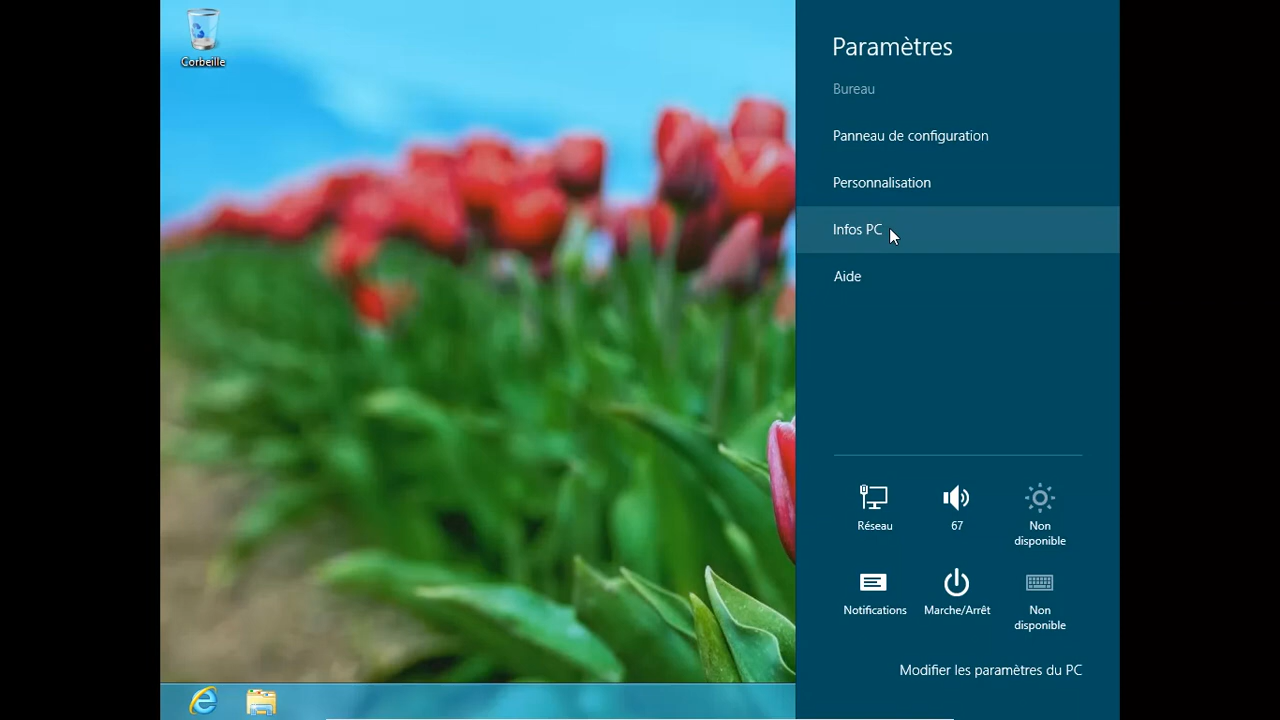 Corbeille
Paramètres
Bureau
Panneau de configuration
Personnalisation
Infos PC
Aide
Réseau
67
Non
disponible
Notifications
Marche/Arrêt
Non
disponible
Modifier les paramètres du PC